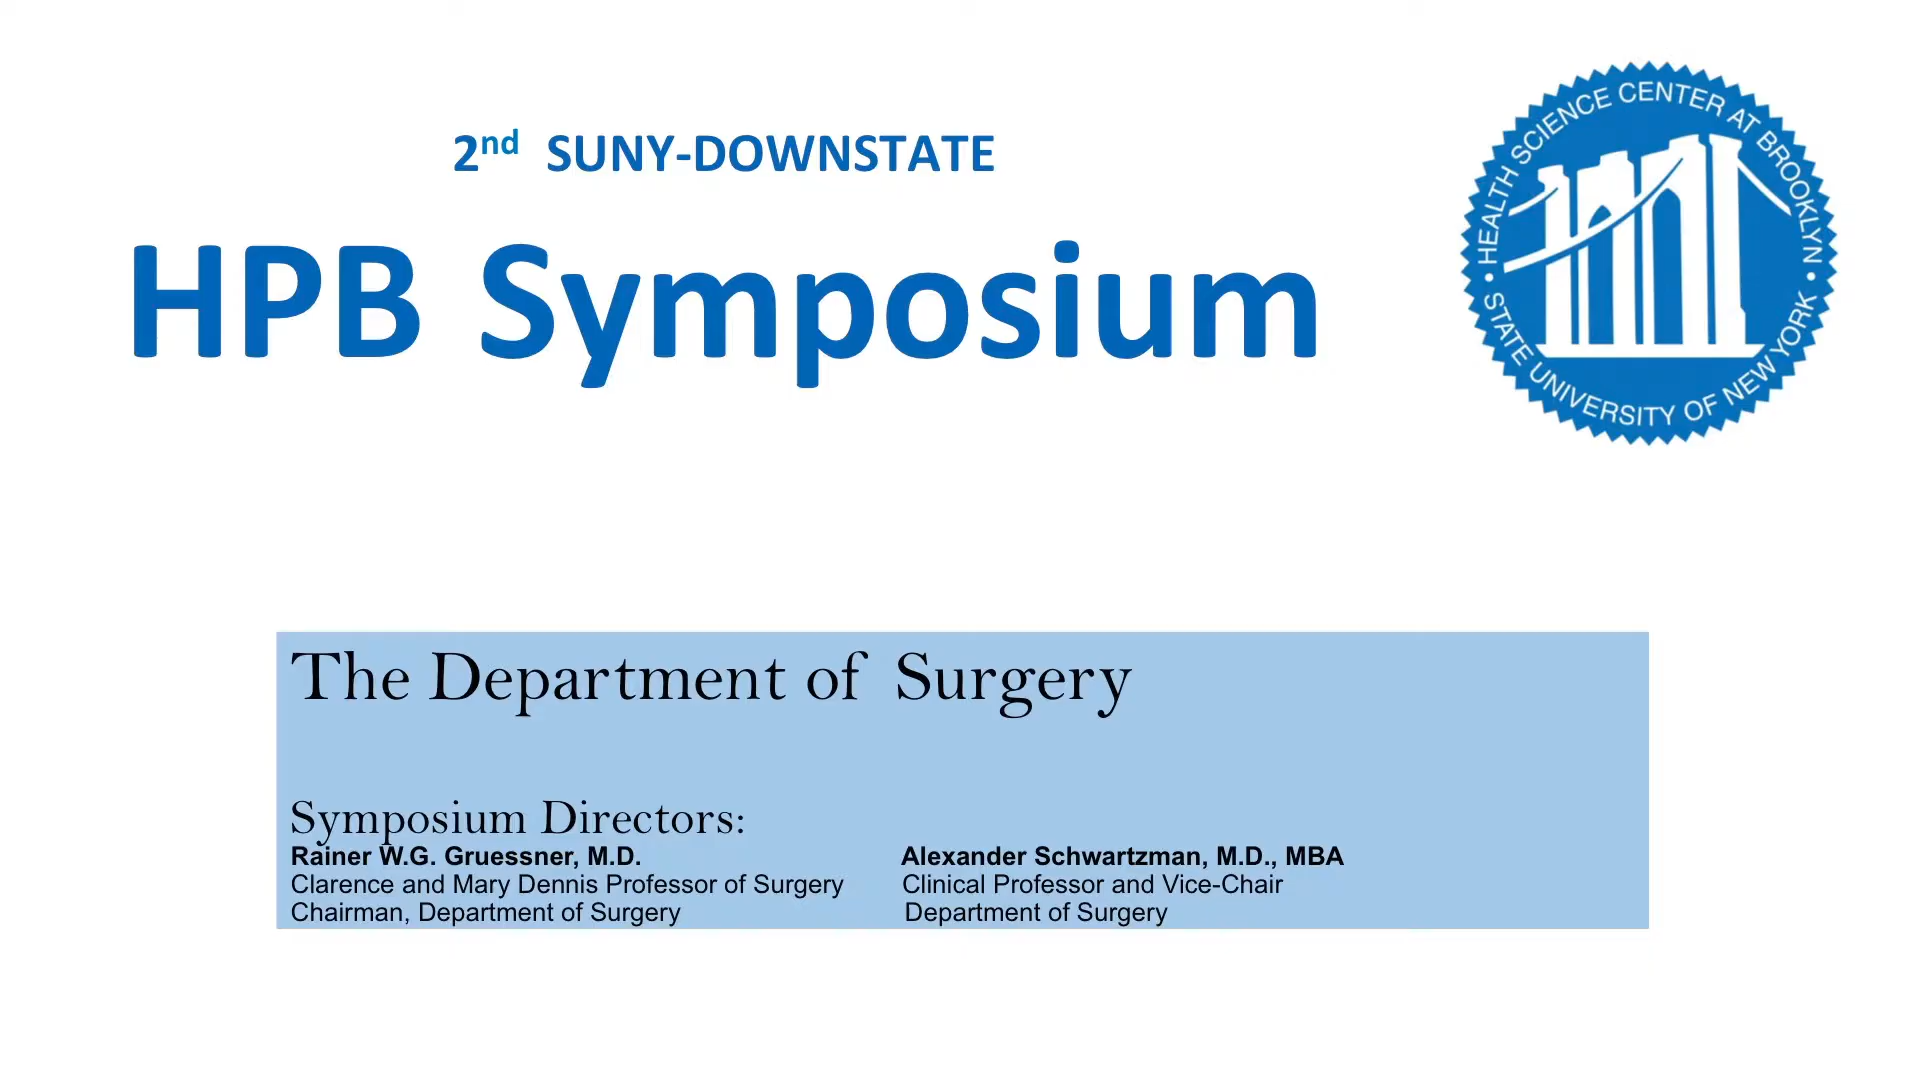 2nd SUNY-DOWNSTATE
HPB Symposium
HEALTH SCIENCE CENTER AT BROOKLYN
• STATE UNIVERSITY OF NEW YORK •
The Department of Surgery
Symposium Directors:
Rainer W.G. Gruessner, M.D. Alexander Schwartzman, M.D., MBA
Clarence and Mary Dennis Professor of Surgery Clinical Professor and Vice-Chair
Chairman, Department of Surgery Department of Surgery